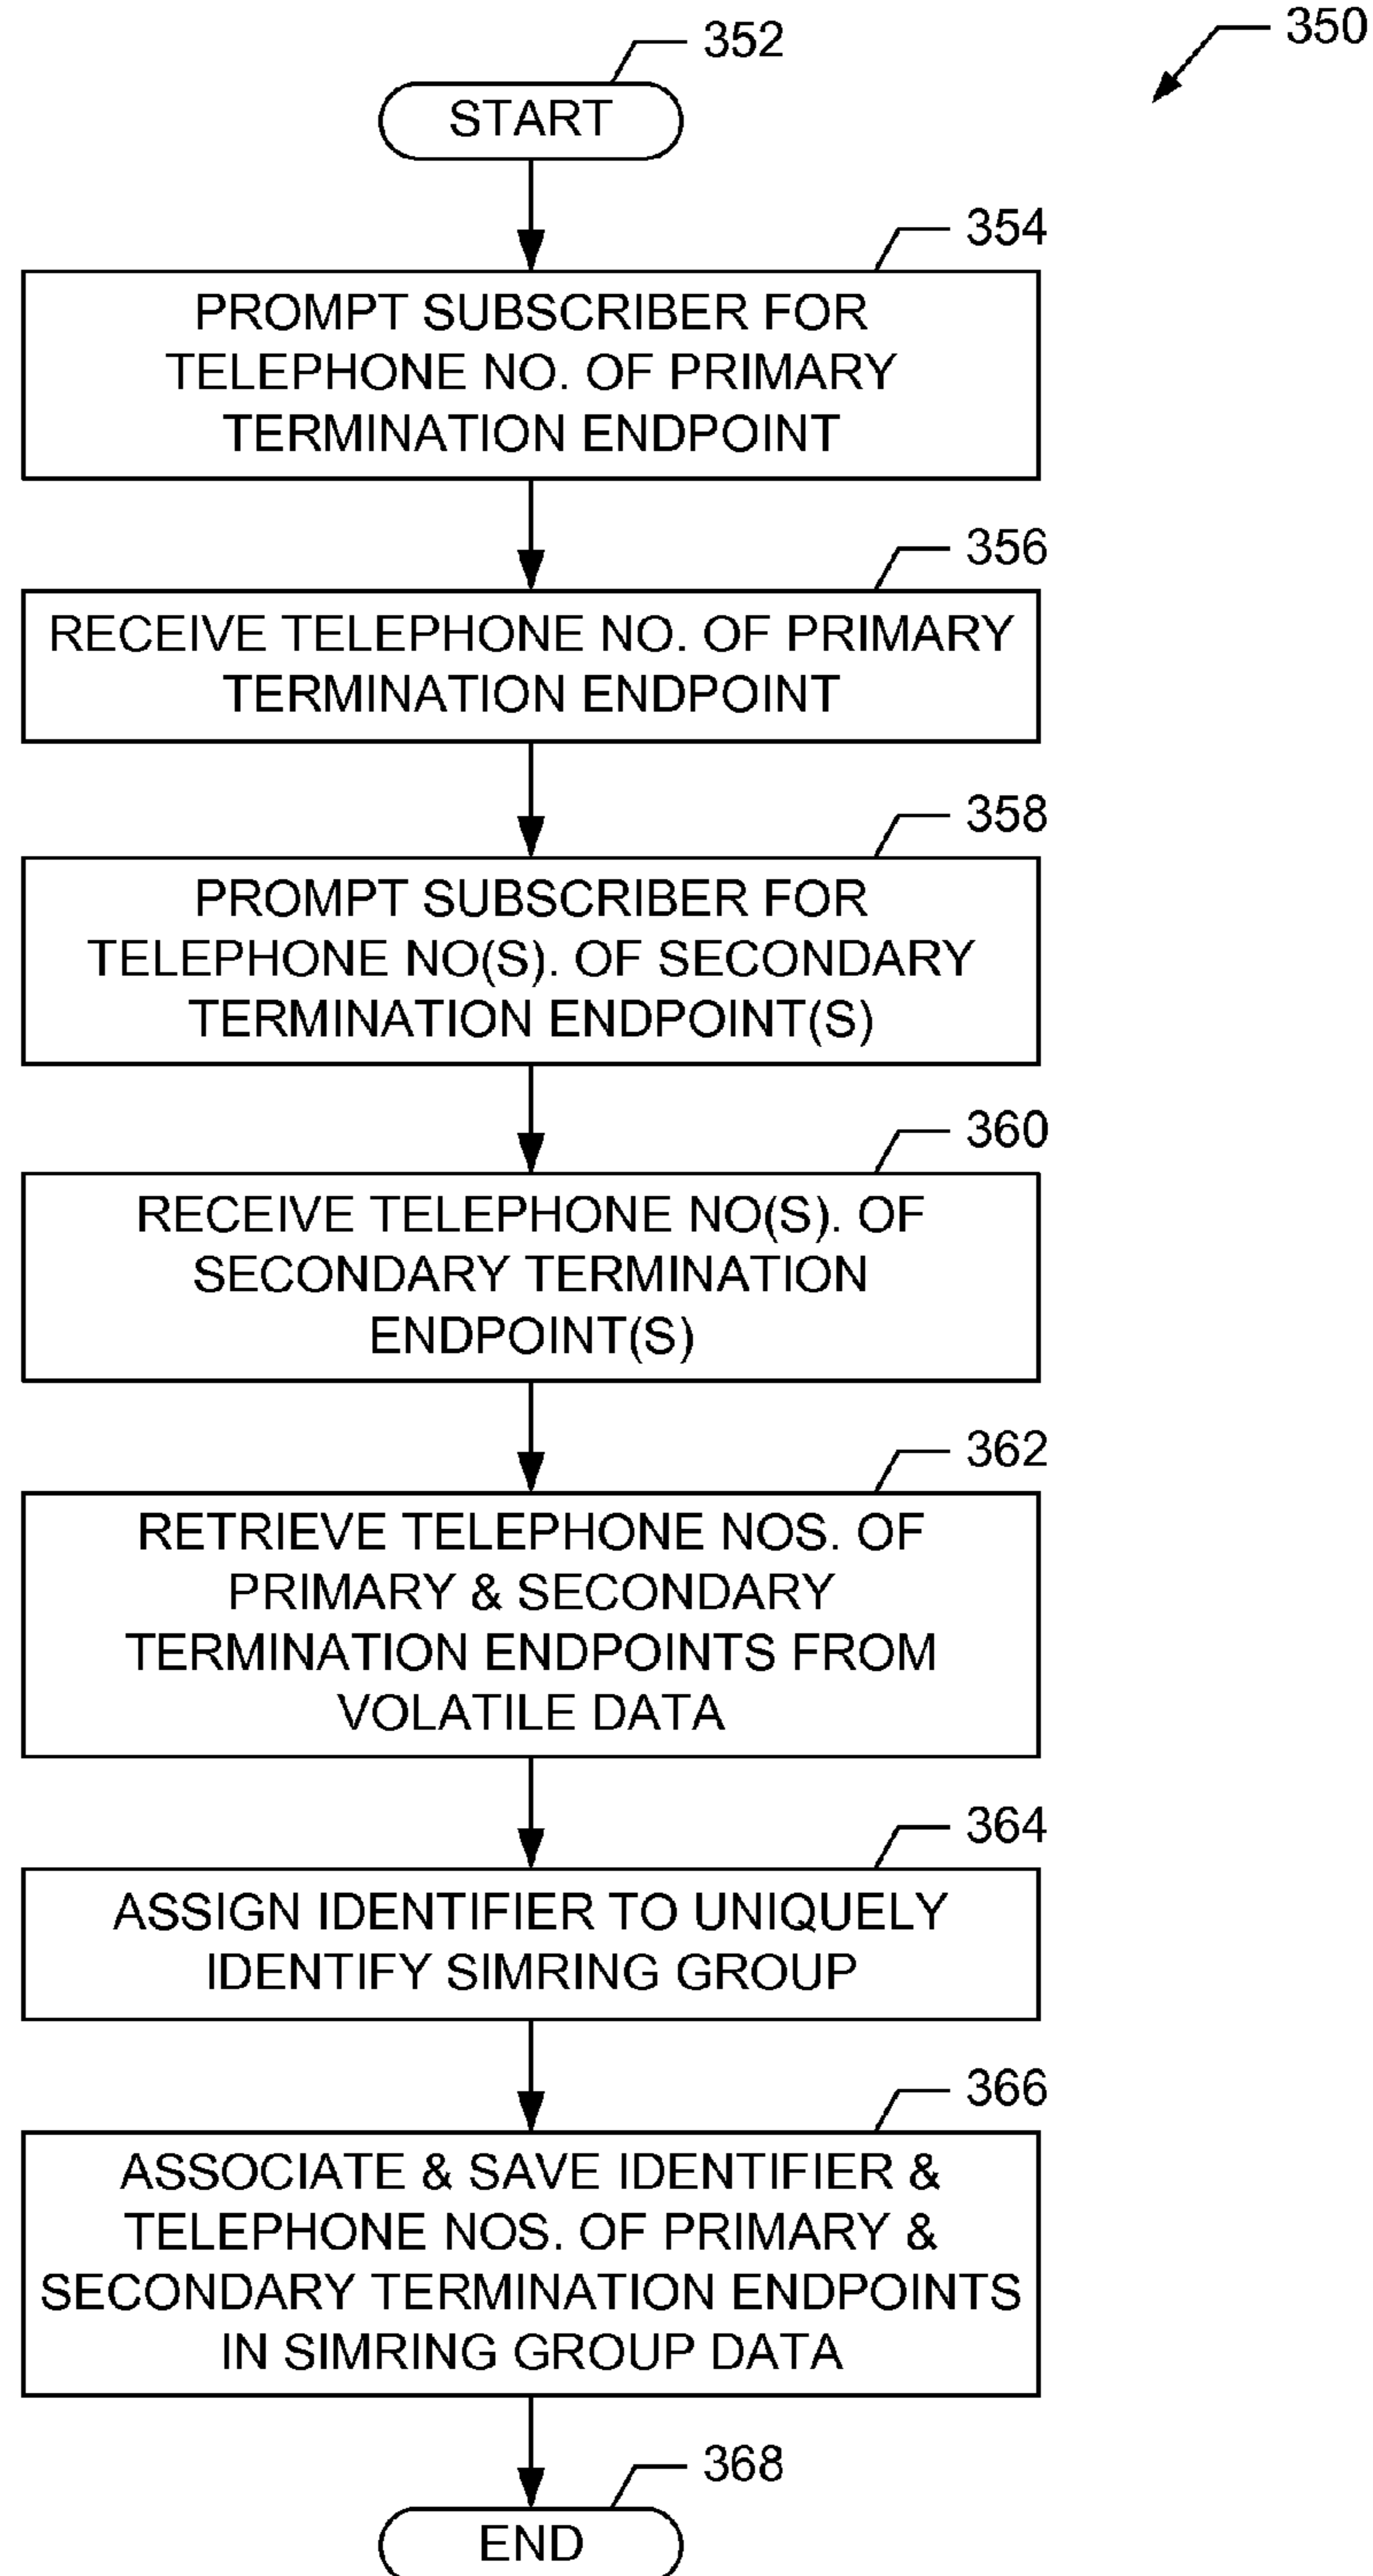 350
352
START
354
PROMPT SUBSCRIBER FOR
TELEPHONE NO. OF PRIMARY
TERMINATION ENDPOINT
356
RECEIVE TELEPHONE NO. OF PRIMARY
TERMINATION ENDPOINT
358
PROMPT SUBSCRIBER FOR
TELEPHONE NO(S). OF SECONDARY
TERMINATION ENDPOINT(S)
360
RECEIVE TELEPHONE NO(S). OF
SECONDARY TERMINATION
ENDPOINT(S)
362
RETRIEVE TELEPHONE NOS. OF
PRIMARY & SECONDARY
TERMINATION ENDPOINTS FROM
VOLATILE DATA
364
ASSIGN IDENTIFIER TO UNIQUELY
IDENTIFY SIMRING GROUP
366
ASSOCIATE & SAVE IDENTIFIER &
TELEPHONE NOS. OF PRIMARY &
SECONDARY TERMINATION ENDPOINTS
IN SIMRING GROUP DATA
368
END